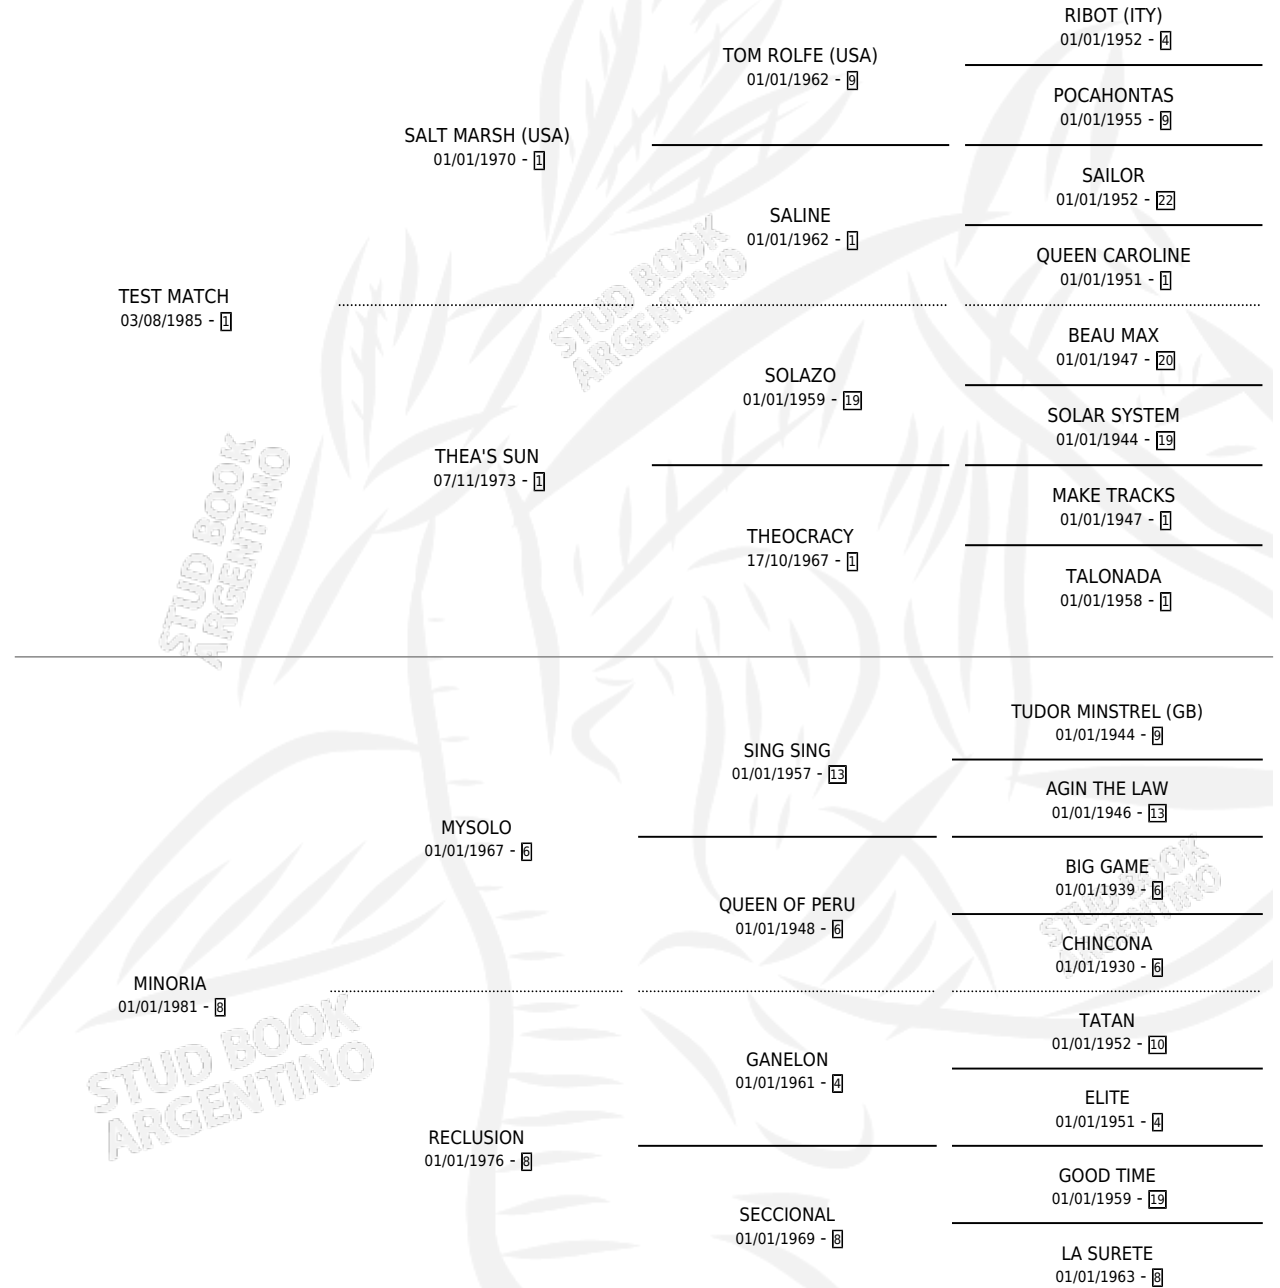 RIBOT (ITY)
01/01/1952 - 4
TOM ROLFE (USA)
01/01/1962 - 9
POCAHONTAS
01/01/1955 - 9
SALT MARSH (USA)
01/01/1970 - 1
SAILOR
01/01/1952 - 22
SALINE
01/01/1962 - 1
QUEEN CAROLINE
01/01/1951 - 1
TEST MATCH
03/08/1985 - 1
STUD BOOK
ARGENTINO
BEAU MAX
01/01/1947 - 20
SOLAZO
01/01/1959 - 19
SOLAR SYSTEM
01/01/1944 - 19
THEA'S SUN
07/11/1973 - 1
MAKE TRACKS
01/01/1947 - 1
THEOCRACY
17/10/1967 - 1
TALONADA
01/01/1958 - 1
STUD BOOK
ARGENTINO
TUDOR MINSTREL (GB)
01/01/1944 - 9
SING SING
01/01/1957 - 13
AGIN THE LAW
01/01/1946 - 13
MYSOLO
01/01/1967 - 6
BIG GAME
01/01/1939 - 6
QUEEN OF PERU
01/01/1948 - 6
STUD BOOK
ARGENTINO
CHINCONA
01/01/1930 - 6
MINORIA
01/01/1981 - 8
TATAN
01/01/1952 - 10
GANELON
01/01/1961 - 4
STUD BOOK
ARGENTINO
ELITE
01/01/1951 - 4
RECLUSION
01/01/1976 - 8
GOOD TIME
01/01/1959 - 19
SECCIONAL
01/01/1969 - 8
LA SURETE
01/01/1963 - 8